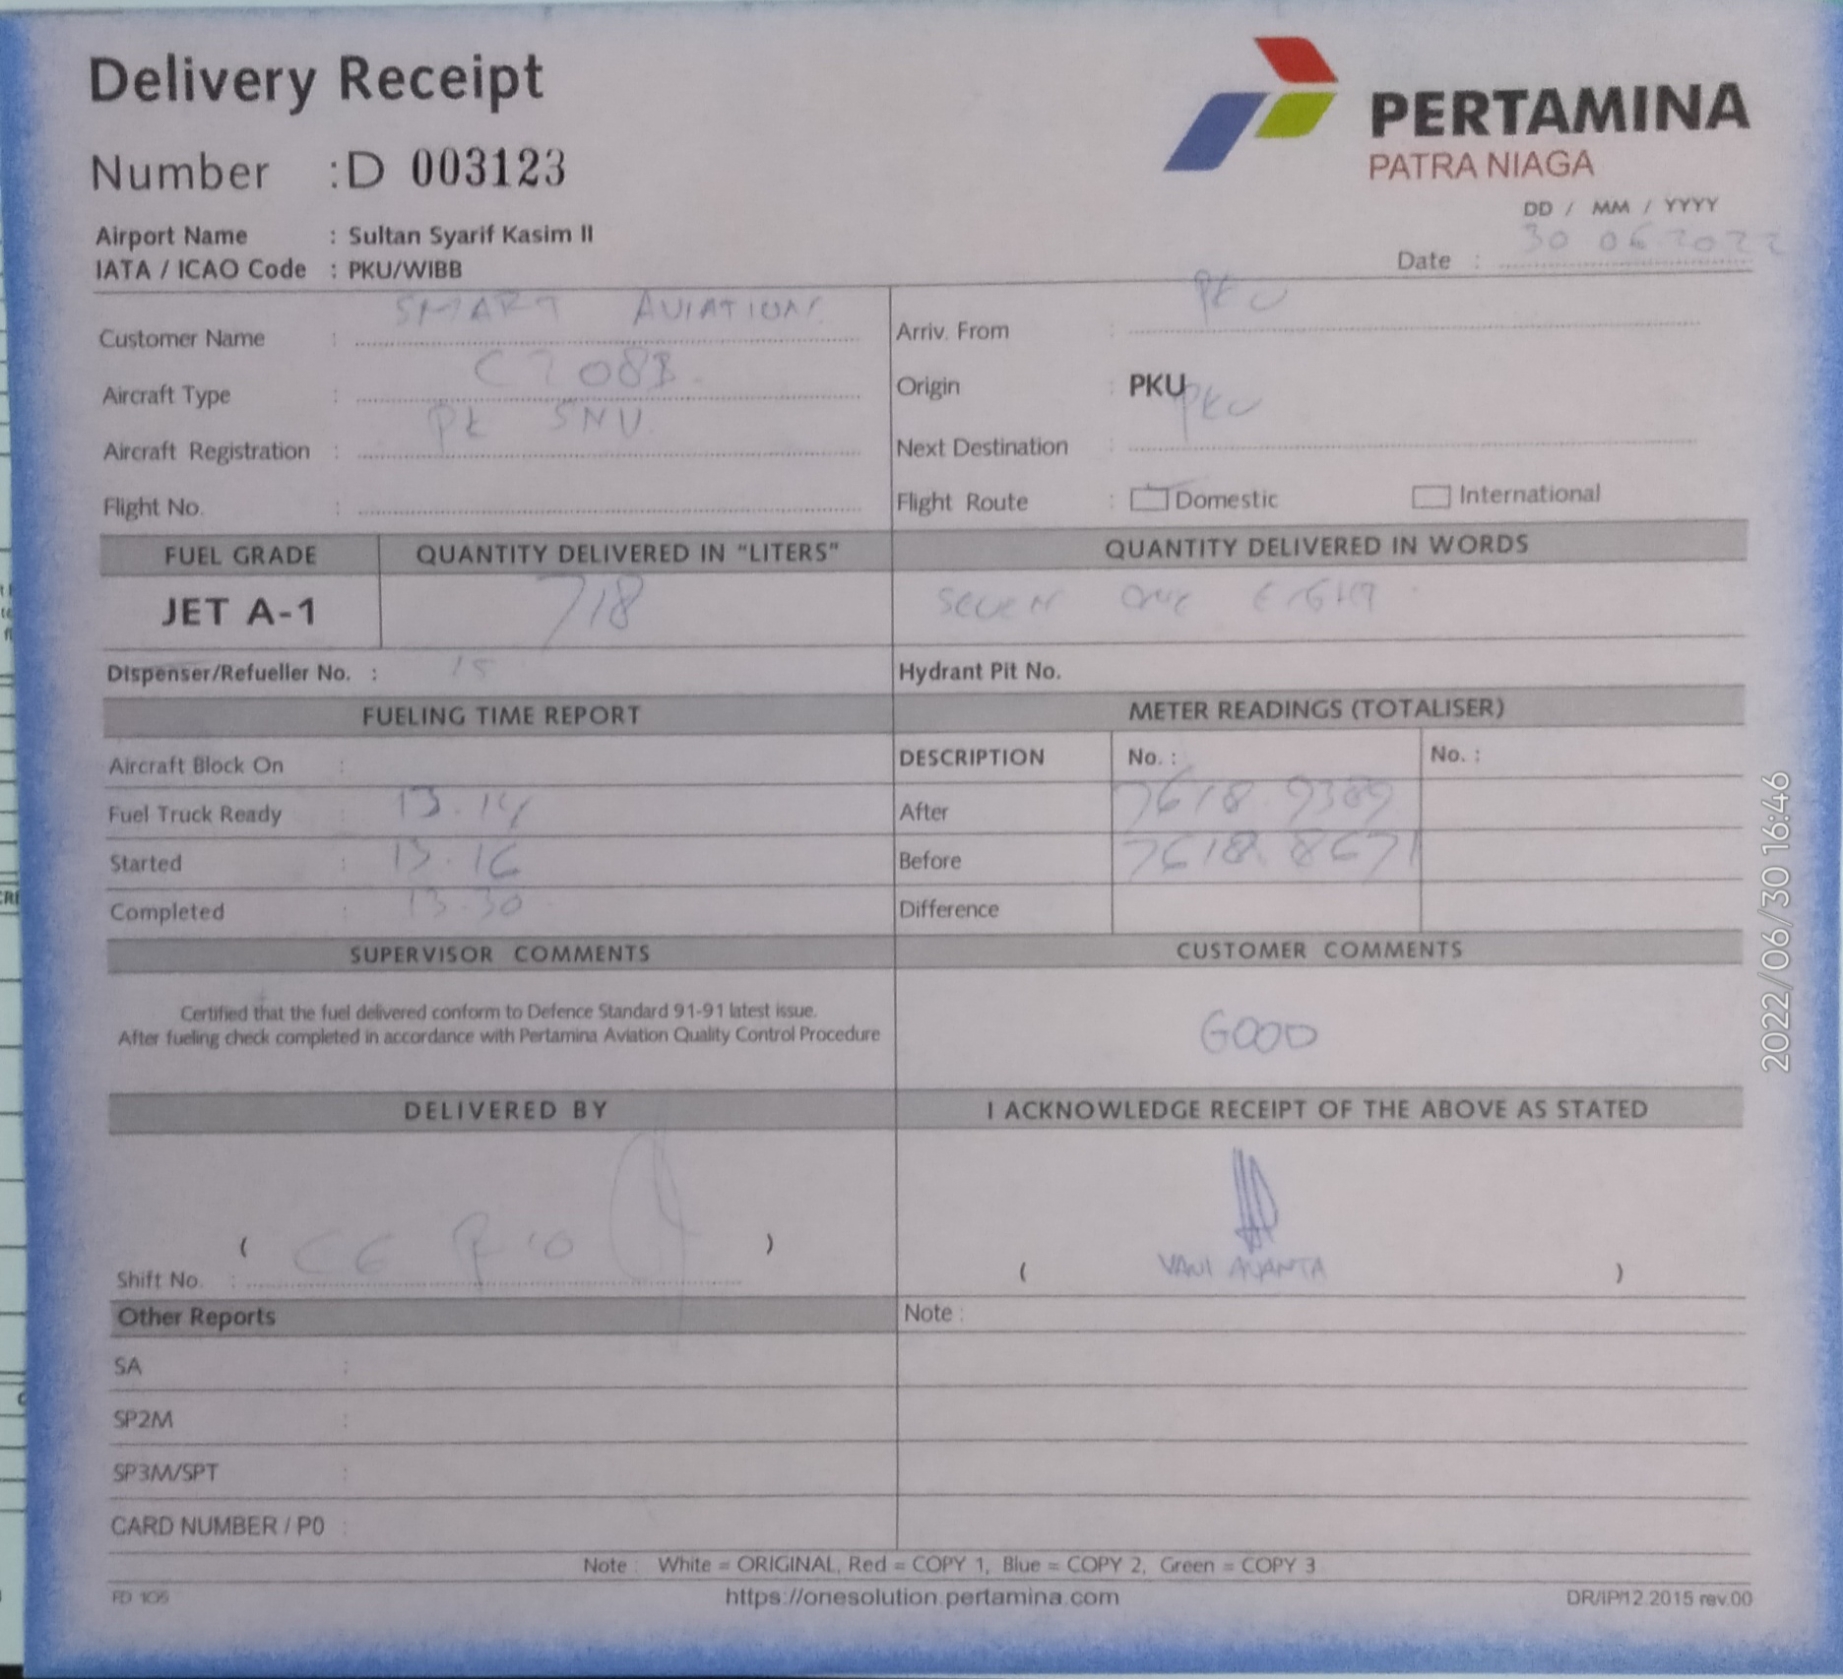 Delivery Receipt
PERTAMINA
PATRA NIAGA
Number :D 003123
DD / MM / YYYY
Airport Name : Sultan Syarif Kasim II
Date : 30 06 2022
IATA / ICAO Code : PKU/WIBB
Customer Name : SMART AVIATION
Arriv. From : PKU
Aircraft Type : C208B
Origin : PKU
Aircraft Registration : PK SNU
Next Destination : PKU
Flight No. :
Flight Route : Domestic International
FUEL GRADE QUANTITY DELIVERED IN "LITERS" QUANTITY DELIVERED IN WORDS
JET A-1 718 SEVEN ONE EIGHT
Dispenser/Refueller No. : 15
Hydrant Pit No.
FUELING TIME REPORT METER READINGS (TOTALISER)
Aircraft Block On :
DESCRIPTION No. : No. :
Fuel Truck Ready : 13.14
After 7618.9389
Started : 13.16
Before 7618.8671
Completed : 13.30
Difference
SUPERVISOR COMMENTS CUSTOMER COMMENTS
Certified that the fuel delivered conform to Defence Standard 91-91 latest issue.
After fueling check completed in accordance with Pertamina Aviation Quality Control Procedure
GOOD
DELIVERED BY I ACKNOWLEDGE RECEIPT OF THE ABOVE AS STATED
( )
Shift No. :
( )
Other Reports Note :
SA :
SP2M :
SP3M/SPT :
CARD NUMBER / P0 :
Note : White = ORIGINAL, Red = COPY 1, Blue = COPY 2, Green = COPY 3
FD 106 https://onesolution.pertamina.com DR/IP/12.2015 rev.00
2022/06/30 16:46